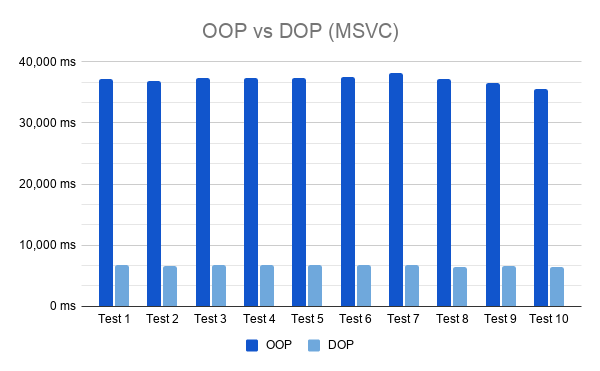 OOP vs DOP (MSVC)
40,000 ms
30,000 ms
20,000 ms
10,000 ms
0 ms
Test 1 Test 2 Test 3 Test 4 Test 5 Test 6 Test 7 Test 8 Test 9 Test 10
OOP DOP